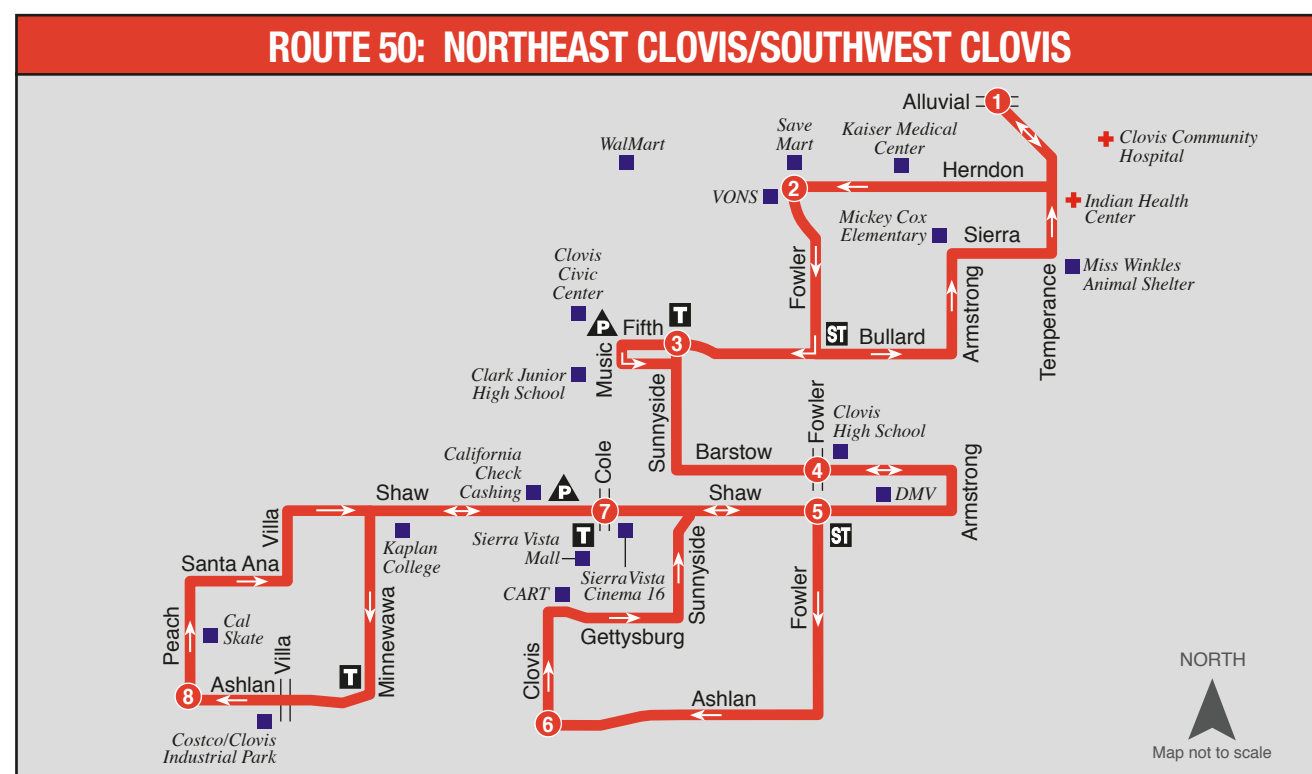 ROUTE 50: NORTHEAST CLOVIS/SOUTHWEST CLOVIS
Alluvial
1
Clovis Community
Hospital
Save
Mart
Kaiser Medical
Center
WalMart
Herndon
2
VONS
Indian Health
Center
Mickey Cox
Elementary
Sierra
Miss Winkles
Animal Shelter
Clovis
Civic
Center
Fowler
Armstrong
Temperance
P
Fifth
T
3
ST
Bullard
Music
Clark Junior
High School
Sunnyside
Fowler
Clovis
High School
Barstow
4
Armstrong
California
Check
Cashing
P
Cole
DMV
Shaw
7
Shaw
5
ST
Villa
Kaplan
College
Sierra Vista
Mall
T
SierraVista
Cinema 16
Sunnyside
Santa Ana
CART
Fowler
Gettysburg
Peach
Cal
Skate
Villa
Minnewawa
T
Clovis
NORTH
8
Ashlan
Ashlan
6
Costco/Clovis
Industrial Park
Map not to scale